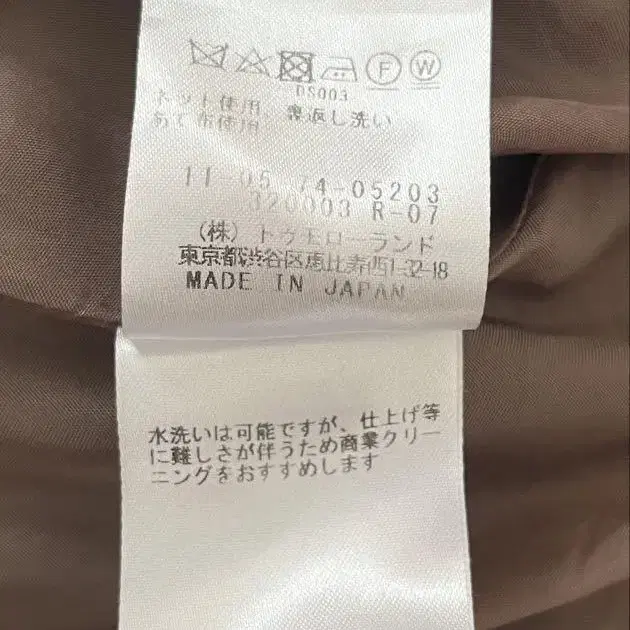 F W
DS003
ネット使用、裏返し洗い
あて布使用
11 05 74-05203
320003 R-07
(株) トゥモローランド
東京都渋谷区恵比寿西1-32-18
MADE IN JAPAN
水洗いは可能ですが、仕上げ等
に難しさが伴うため商業クリー
ニングをおすすめします